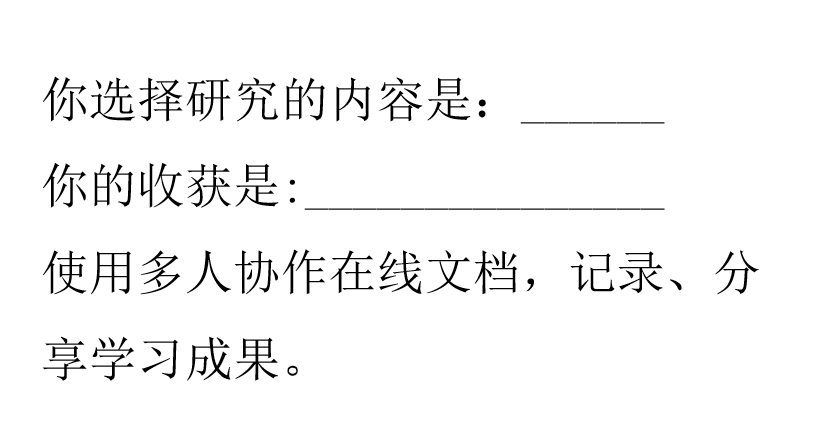 你选择研究的内容是：______
你的收获是:_______________
使用多人协作在线文档，记录、分
享学习成果。